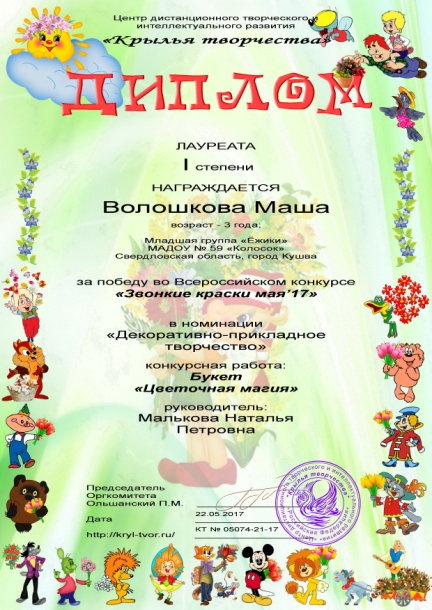 Центр дистанционного творческого
интеллектуального развития
«Крылья творчества»
ДИПЛОМ
ЛАУРЕАТА
I степени
НАГРАЖДАЕТСЯ
Волошкова Маша
возраст - 3 года;
Младшая группа «Ёжики»
МАДОУ № 59 «Колосок»
Свердловская область, город Кушва
за победу во Всероссийском конкурсе
«Звонкие краски мая'17»
в номинации
«Декоративно-прикладное
творчество»
конкурсная работа:
Букет
«Цветочная магия»
руководитель:
Малькова Наталья
Петровна
Председатель
Оргкомитета
Ольшанский П.М.
22.05.2017
Дата
КТ № 05074-21-17
http://kryl-tvor.ru/
«Крылья творчества»